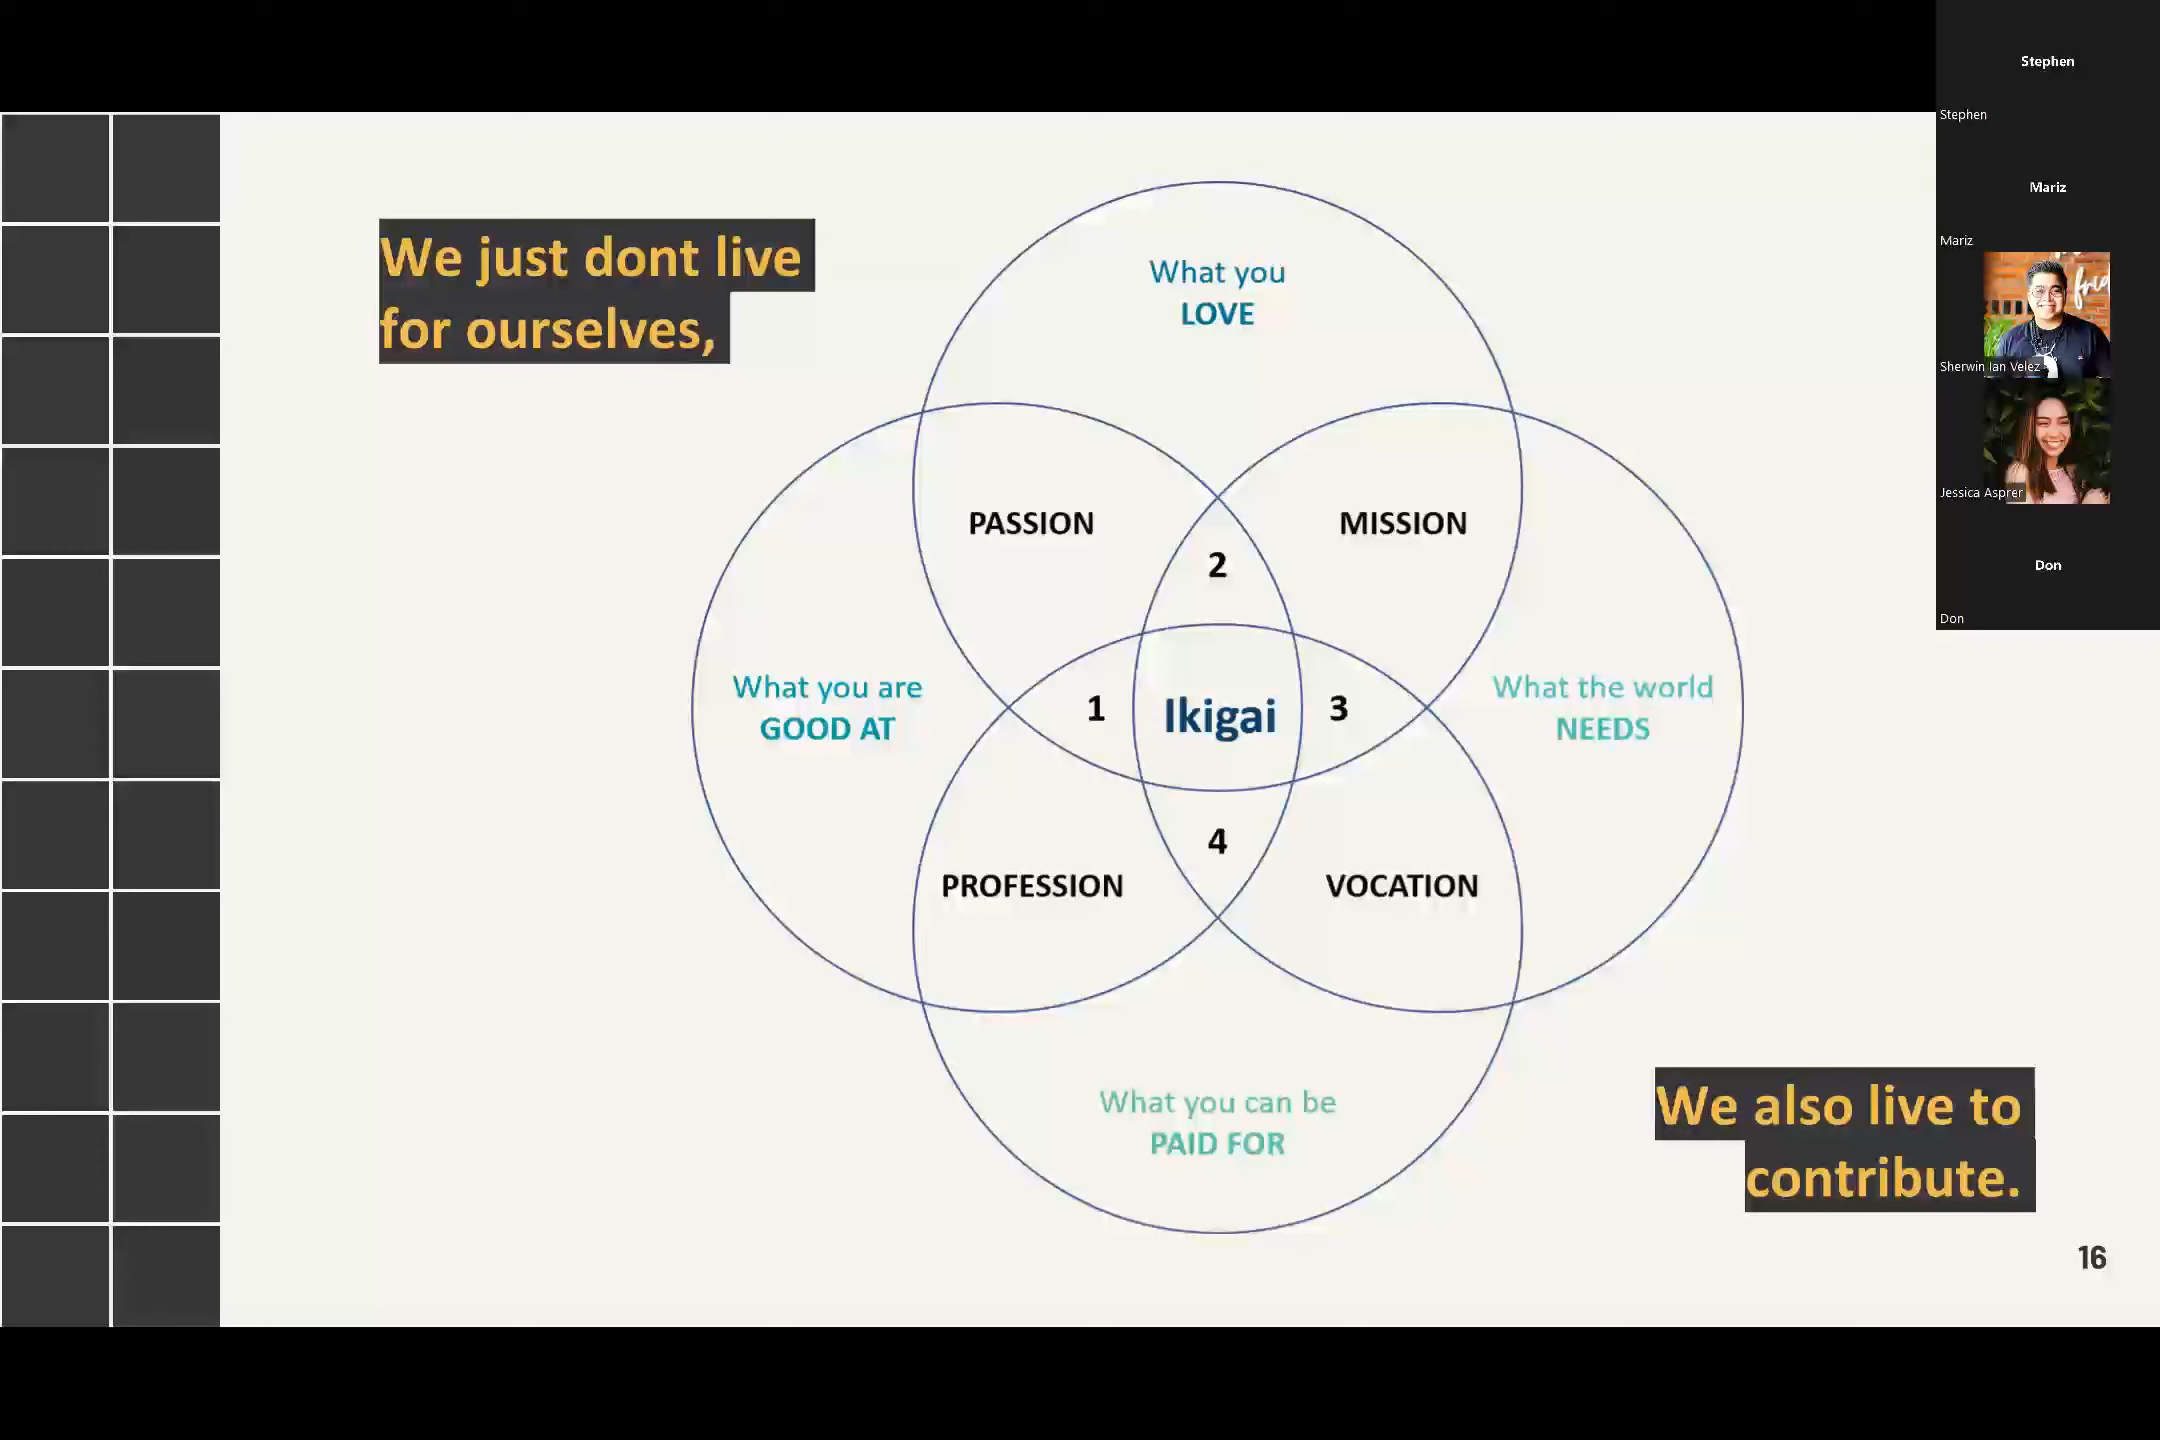 We just dont live
for ourselves,
What you
LOVE
PASSION
MISSION
2
What you are
GOOD AT
1
Ikigai
3
What the world
NEEDS
4
PROFESSION
VOCATION
What you can be
PAID FOR
We also live to
contribute.
16
Stephen
Stephen
Mariz
Mariz
Sherwin Ian Velez
Jessica Asprer
Don
Don